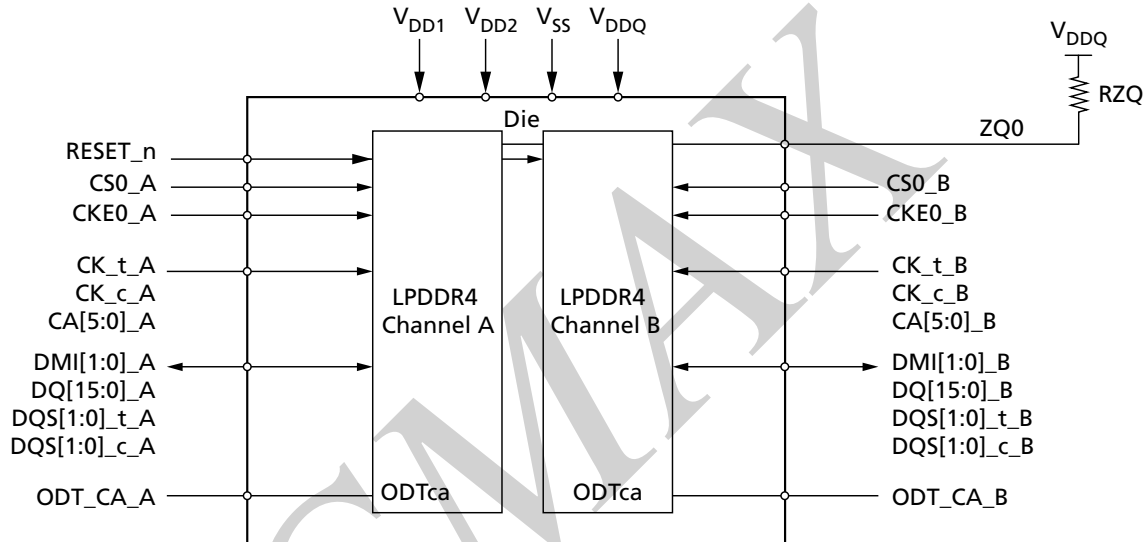 VDD1 VDD2 VSS VDDQ
VDDQ
RZQ
Die
ZQ0
RESET_n
CS0_A
CS0_B
CKE0_A
CKE0_B
CK_t_A
CK_t_B
CK_c_A
CK_c_B
CA[5:0]_A
CA[5:0]_B
LPDDR4
Channel A
LPDDR4
Channel B
DMI[1:0]_A
DMI[1:0]_B
DQ[15:0]_A
DQ[15:0]_B
DQS[1:0]_t_A
DQS[1:0]_t_B
DQS[1:0]_c_A
DQS[1:0]_c_B
ODT_CA_A
ODTca
ODTca
ODT_CA_B